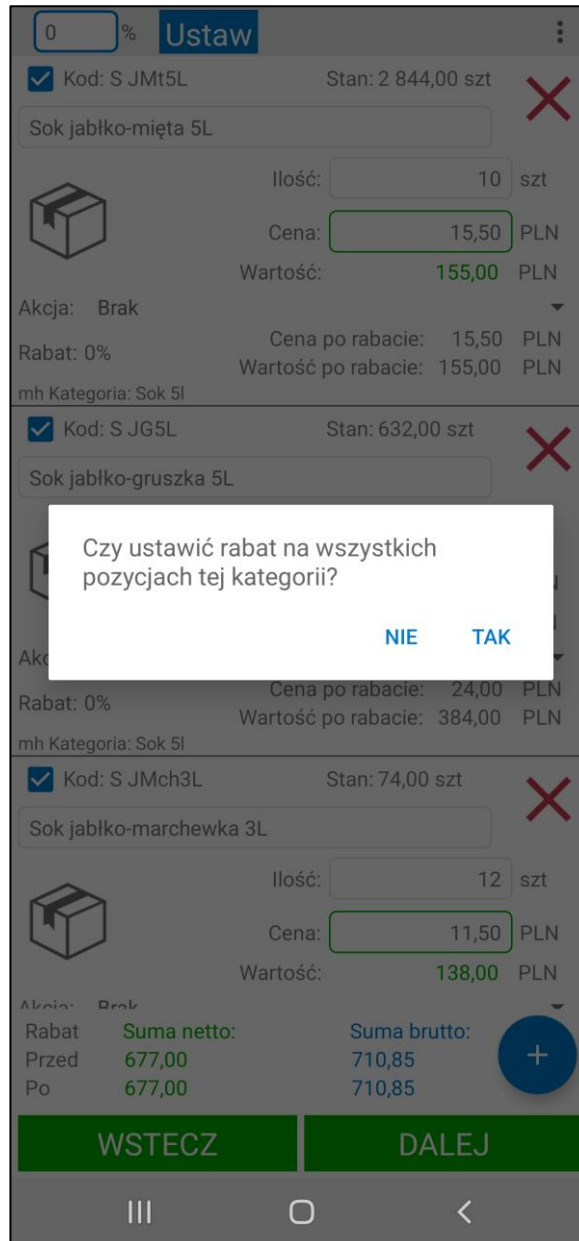 0 % Ustaw
Kod: S JMt5L Stan: 2 844,00 szt
Sok jabłko-mięta 5L
Ilość: 10 szt
Cena: 15,50 PLN
Wartość: 155,00 PLN
Akcja: Brak
Cena po rabacie: 15,50 PLN
Rabat: 0%
Wartość po rabacie: 155,00 PLN
mh Kategoria: Sok 5l
Kod: S JG5L Stan: 632,00 szt
Sok jabłko-gruszka 5L
Czy ustawić rabat na wszystkich
pozycjach tej kategorii?
NIE TAK
Cena po rabacie: 24,00 PLN
Rabat: 0%
Wartość po rabacie: 384,00 PLN
mh Kategoria: Sok 5l
Kod: S JMch3L Stan: 74,00 szt
Sok jabłko-marchewka 3L
Ilość: 12 szt
Cena: 11,50 PLN
Wartość: 138,00 PLN
Akcja: Brak
Rabat Suma netto: Suma brutto:
Przed 677,00 710,85
Po 677,00 710,85
+
WSTECZ DALEJ